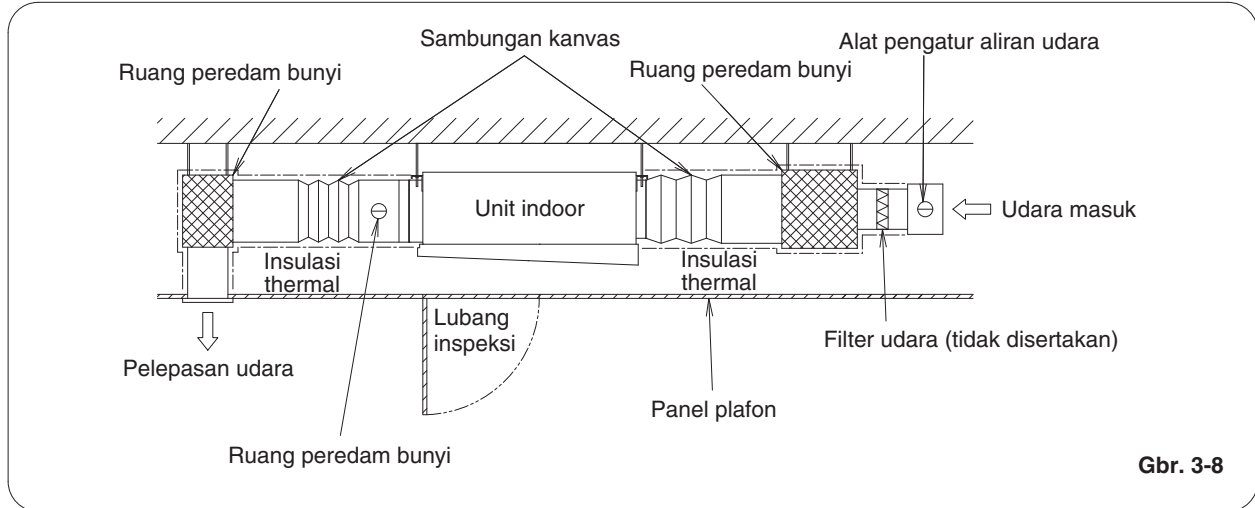 Sambungan kanvas
Alat pengatur aliran udara
Ruang peredam bunyi
Ruang peredam bunyi
Unit indoor
Udara masuk
Insulasi
thermal
Insulasi
thermal
Lubang
inspeksi
Filter udara (tidak disertakan)
Pelepasan udara
Panel plafon
Ruang peredam bunyi
Gbr. 3-8